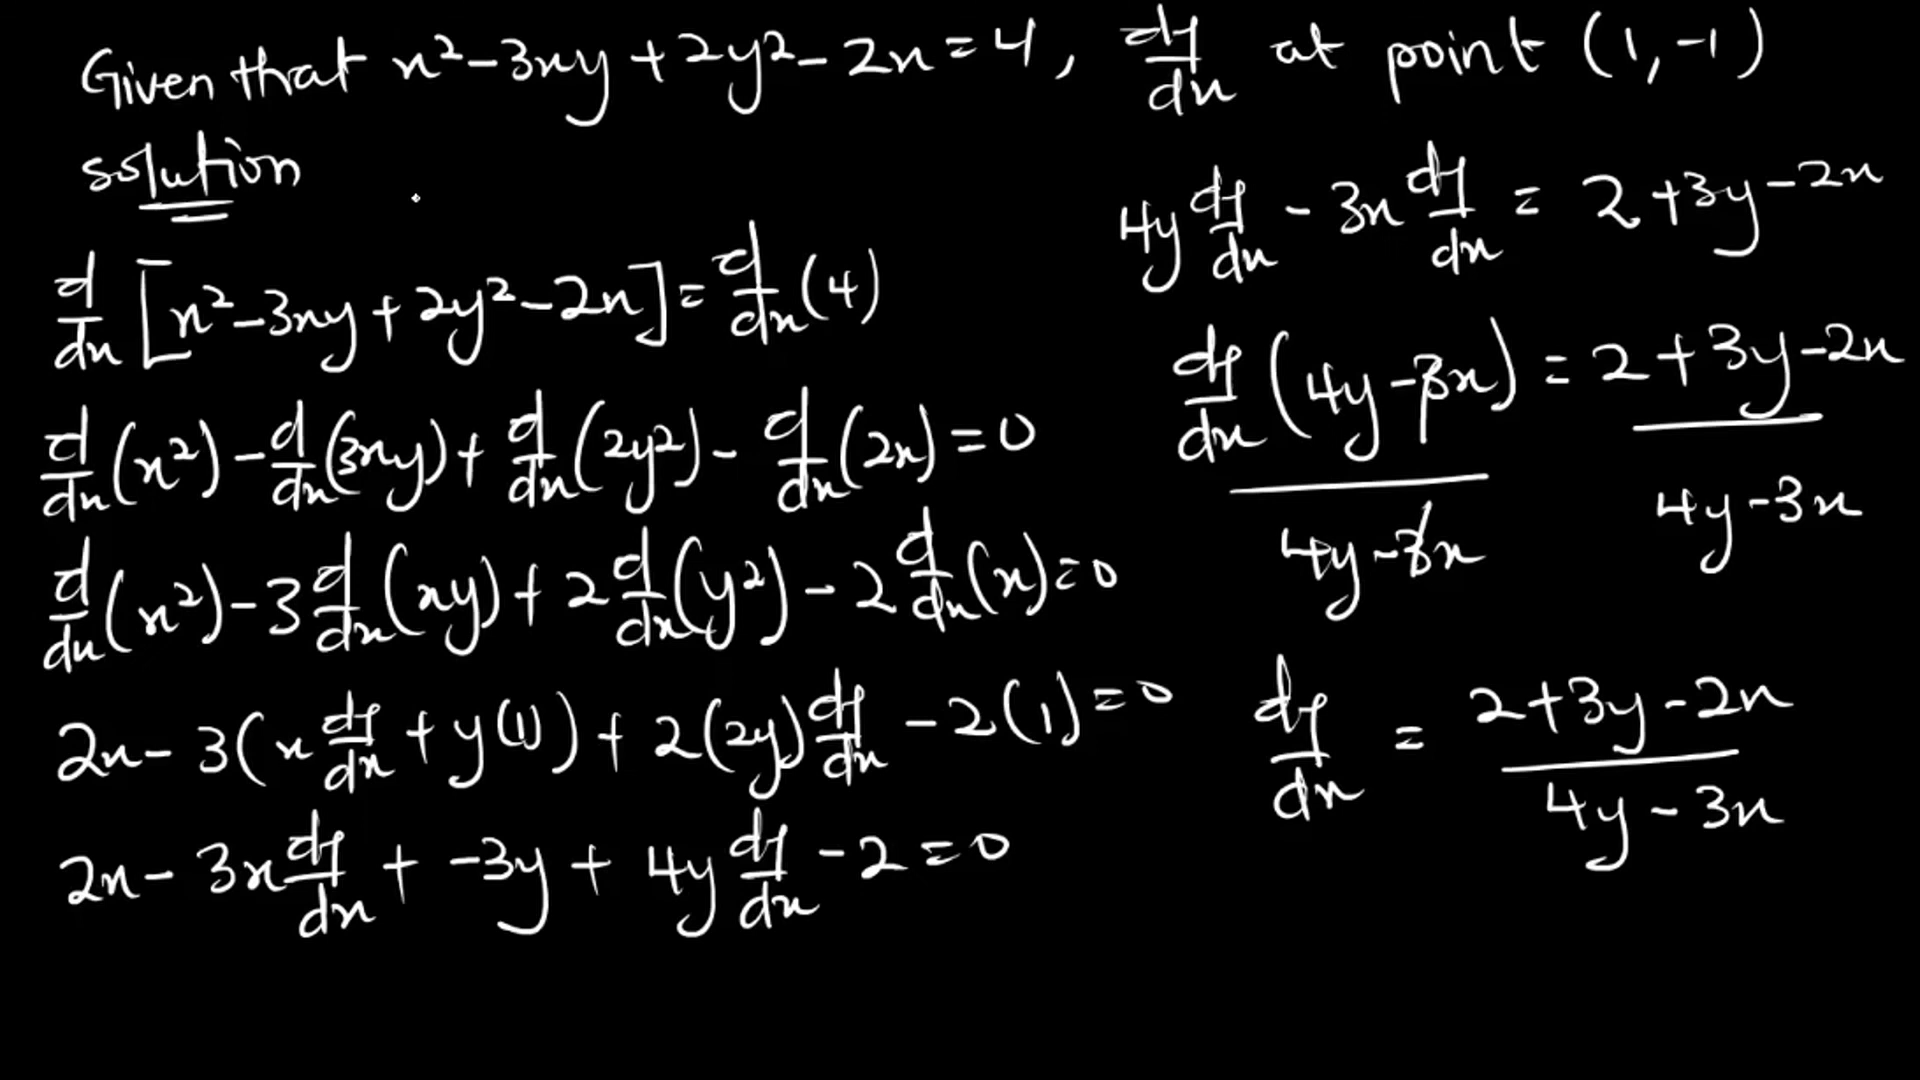 Given that x²-3xy+2y²-2x=4, dy/dx at point (1,-1)
solution
d/dx [x²-3xy+2y²-2x]=d/dx(4)
d/dx(x²)-d/dx(3xy)+d/dx(2y²)-d/dx(2x)=0
d/dx(x²)-3d/dx(xy)+2d/dx(y²)-2d/dx(x)=0
2x-3(x dy/dx+y(1))+2(2y)dy/dx-2(1)=0
2x-3x dy/dx+-3y+4y dy/dx-2=0
4y dy/dx-3x dy/dx=2+3y-2x
dy/dx(4y-3x)=2+3y-2x
4y-3x 4y-3x
dy/dx=2+3y-2x
4y-3x